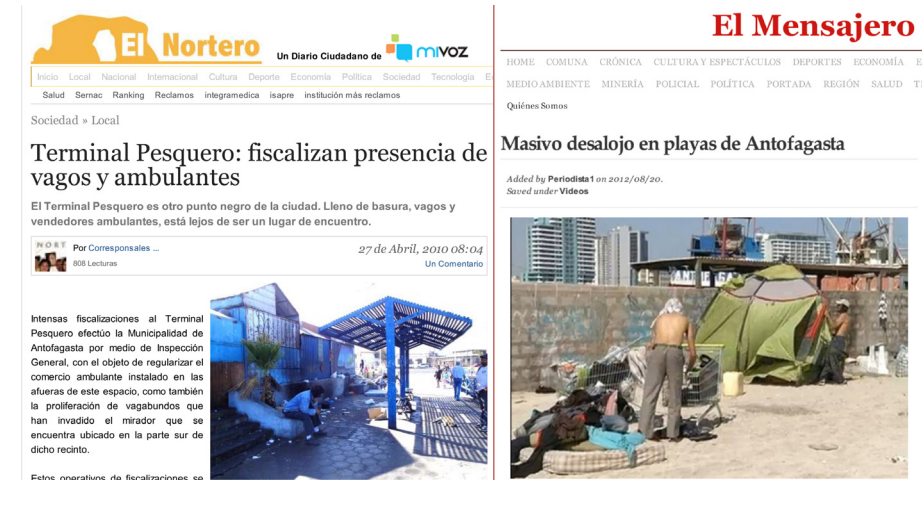 El Nortero
Un Diario Ciudadano de mivoz
Inicio Local Nacional Internacional Cultura Deporte Economía Política Sociedad Tecnología
Salud Sernac Ranking Reclamos integramedica isapre institución más reclamos
Sociedad » Local
Terminal Pesquero: fiscalizan presencia de
vagos y ambulantes
El Terminal Pesquero es otro punto negro de la ciudad. Lleno de basura, vagos y
vendedores ambulantes, está lejos de ser un lugar de encuentro.
NORT
Por Corresponsales ...
27 de Abril, 2010 08:04
808 Lecturas
Un Comentario
Intensas fiscalizaciones al Terminal
Pesquero efectúo la Municipalidad de
Antofagasta por medio de Inspección
General, con el objeto de regularizar el
comercio ambulante instalado en las
afueras de este espacio, como también
la proliferación de vagabundos que
han invadido el mirador que se
encuentra ubicado en la parte sur de
dicho recinto.
Estos operativos de fiscalizaciones se
El Mensajero
HOME COMUNA CRÓNICA CULTURA Y ESPECTÁCULOS DEPORTES ECONOMÍA
MEDIO AMBIENTE MINERÍA POLICIAL POLÍTICA PORTADA REGIÓN SALUD
Quiénes Somos
Masivo desalojo en playas de Antofagasta
Added by Periodista1 on 2012/08/20.
Saved under Videos